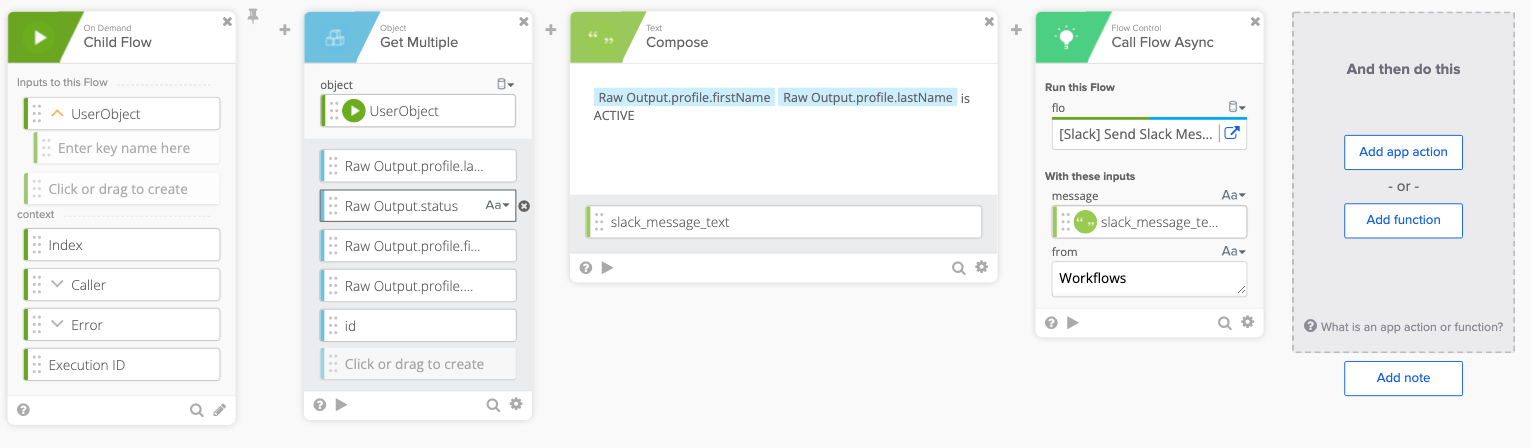 On Demand
Child Flow
Inputs to this Flow
UserObject
Enter key name here
Click or drag to create
context
Index
Caller
Error
Execution ID
Object
Get Multiple
object
UserObject
Raw Output.profile.la...
Raw Output.status Aa
Raw Output.profile.fi...
Raw Output.profile....
id
Click or drag to create
Text
Compose
Raw Output.profile.firstName Raw Output.profile.lastName is
ACTIVE
slack_message_text
Flow Control
Call Flow Async
Run this Flow
flo
[Slack] Send Slack Mes...
With these inputs
message Aa
slack_message_te...
from Aa
Workflows
And then do this
Add app action
- or -
Add function
What is an app action or function?
Add note